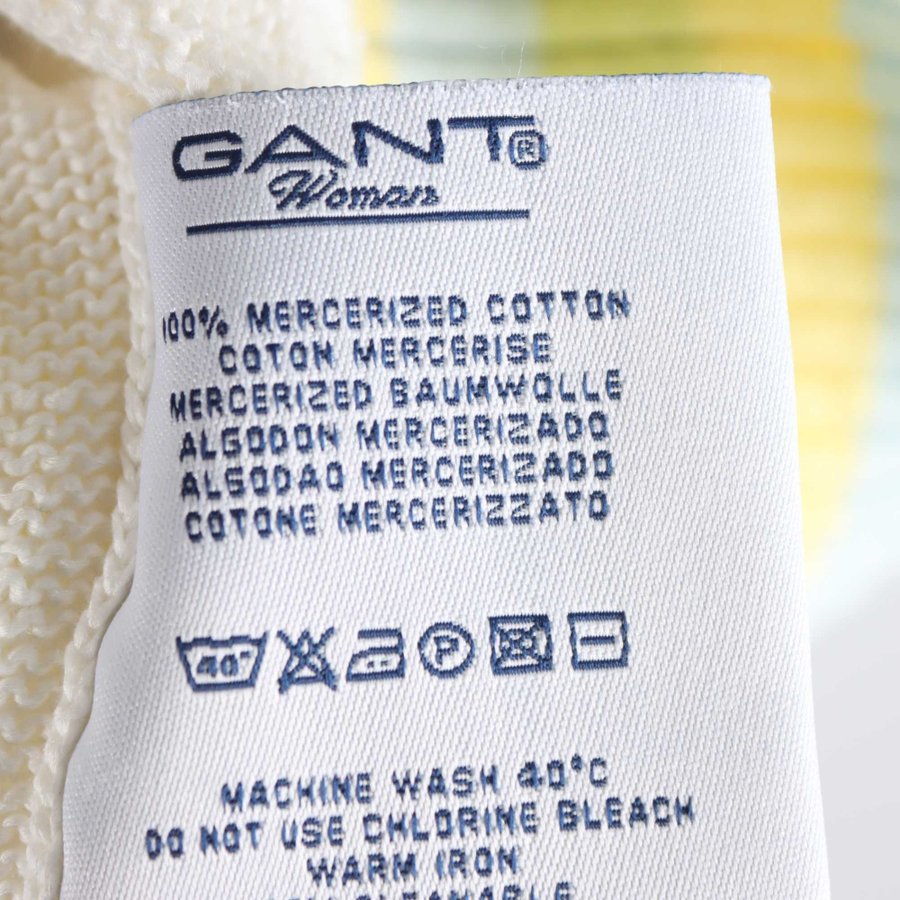 GANT®
Woman
100% MERCERIZED COTTON
COTON MERCERISE
MERCERIZED BAUMWOLLE
ALGODON MERCERIZADO
ALGODAO MERCERIZADO
COTONE MERCERIZZATO
40° P
MACHINE WASH 40°C
DO NOT USE CHLORINE BLEACH
WARM IRON